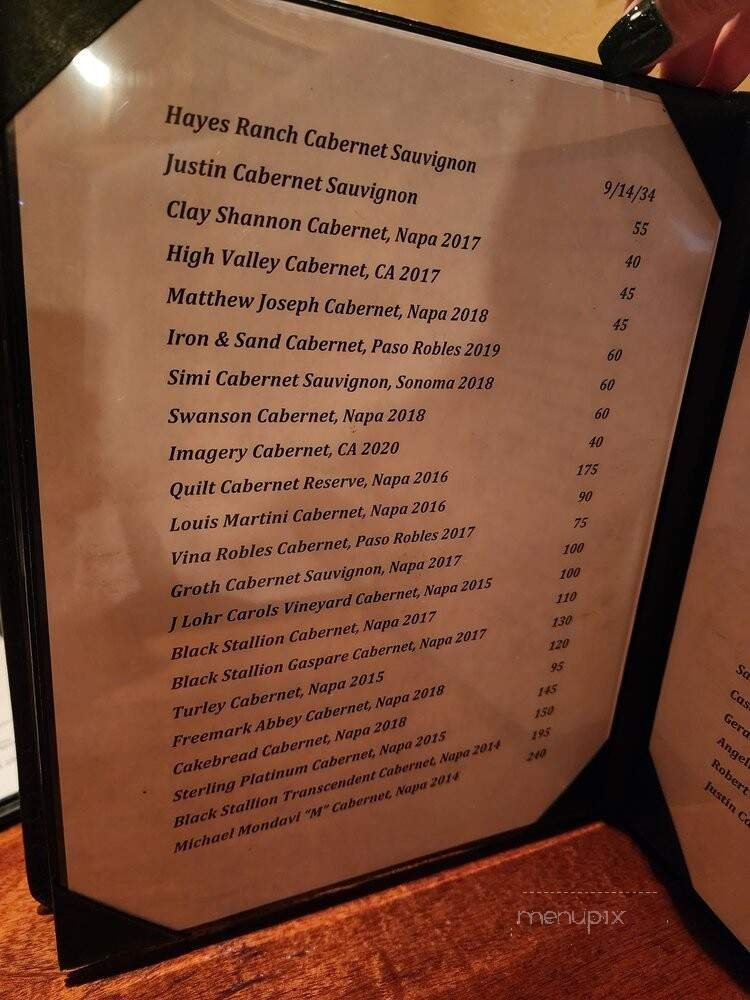 Hayes Ranch Cabernet Sauvignon 9/14/34
Justin Cabernet Sauvignon 55
Clay Shannon Cabernet, Napa 2017 40
High Valley Cabernet, CA 2017 45
Matthew Joseph Cabernet, Napa 2018 45
Iron & Sand Cabernet, Paso Robles 2019 60
Simi Cabernet Sauvignon, Sonoma 2018 60
Swanson Cabernet, Napa 2018 60
Imagery Cabernet, CA 2020 40
Quilt Cabernet Reserve, Napa 2016 175
Louis Martini Cabernet, Napa 2016 90
Vina Robles Cabernet, Paso Robles 2017 75
Groth Cabernet Sauvignon, Napa 2017 100
J Lohr Carols Vineyard Cabernet, Napa 2015 100
Black Stallion Cabernet, Napa 2017 110
Black Stallion Gaspare Cabernet, Napa 2017 130
Turley Cabernet, Napa 2015 120
Freemark Abbey Cabernet, Napa 2018 95
Cakebread Cabernet, Napa 2018 145
Sterling Platinum Cabernet, Napa 2015 150
Black Stallion Transcendent Cabernet, Napa 2014 195
Michael Mondavi "M" Cabernet, Napa 2014 240
Robert
Justin
menupix